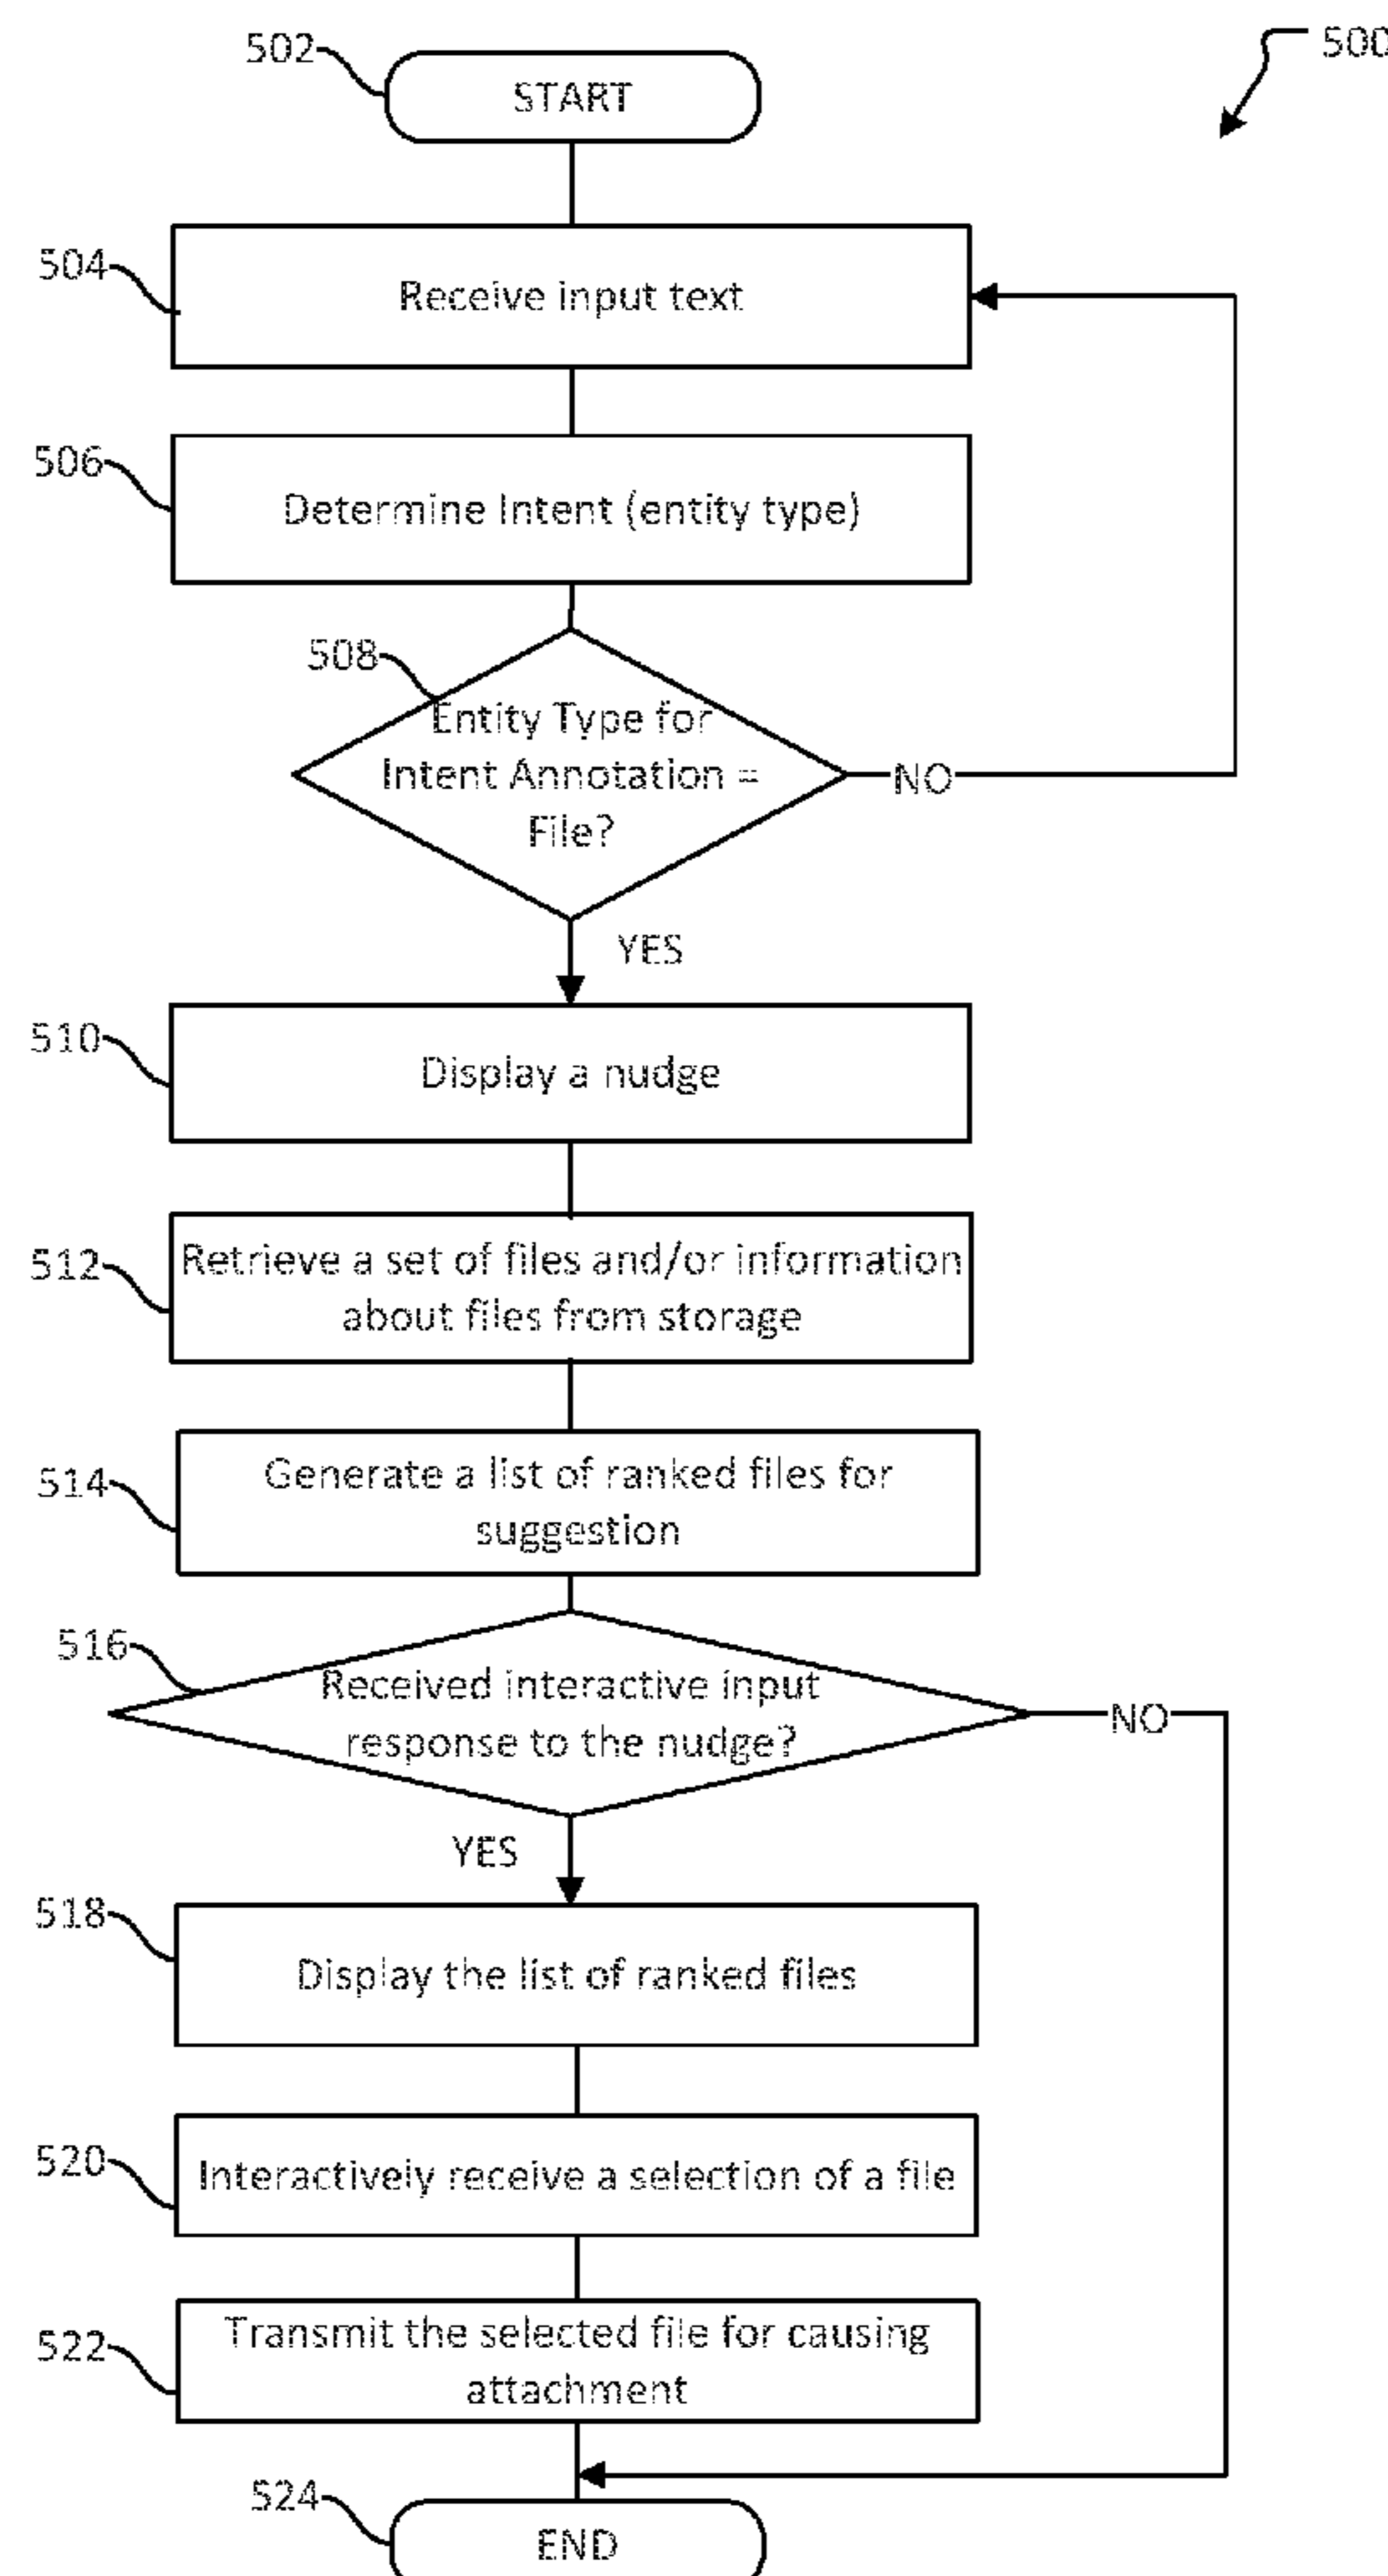 500
502
START
504
Receive input text
506
Determine Intent (entity type)
508
Entity Type for
Intent Annotation =
File?
NO
YES
510
Display a nudge
512
Retrieve a set of files and/or information
about files from storage
514
Generate a list of ranked files for
suggestion
516
Received interactive input
response to the nudge?
NO
YES
518
Display the list of ranked files
520
Interactively receive a selection of a file
522
Transmit the selected file for causing
attachment
524
END